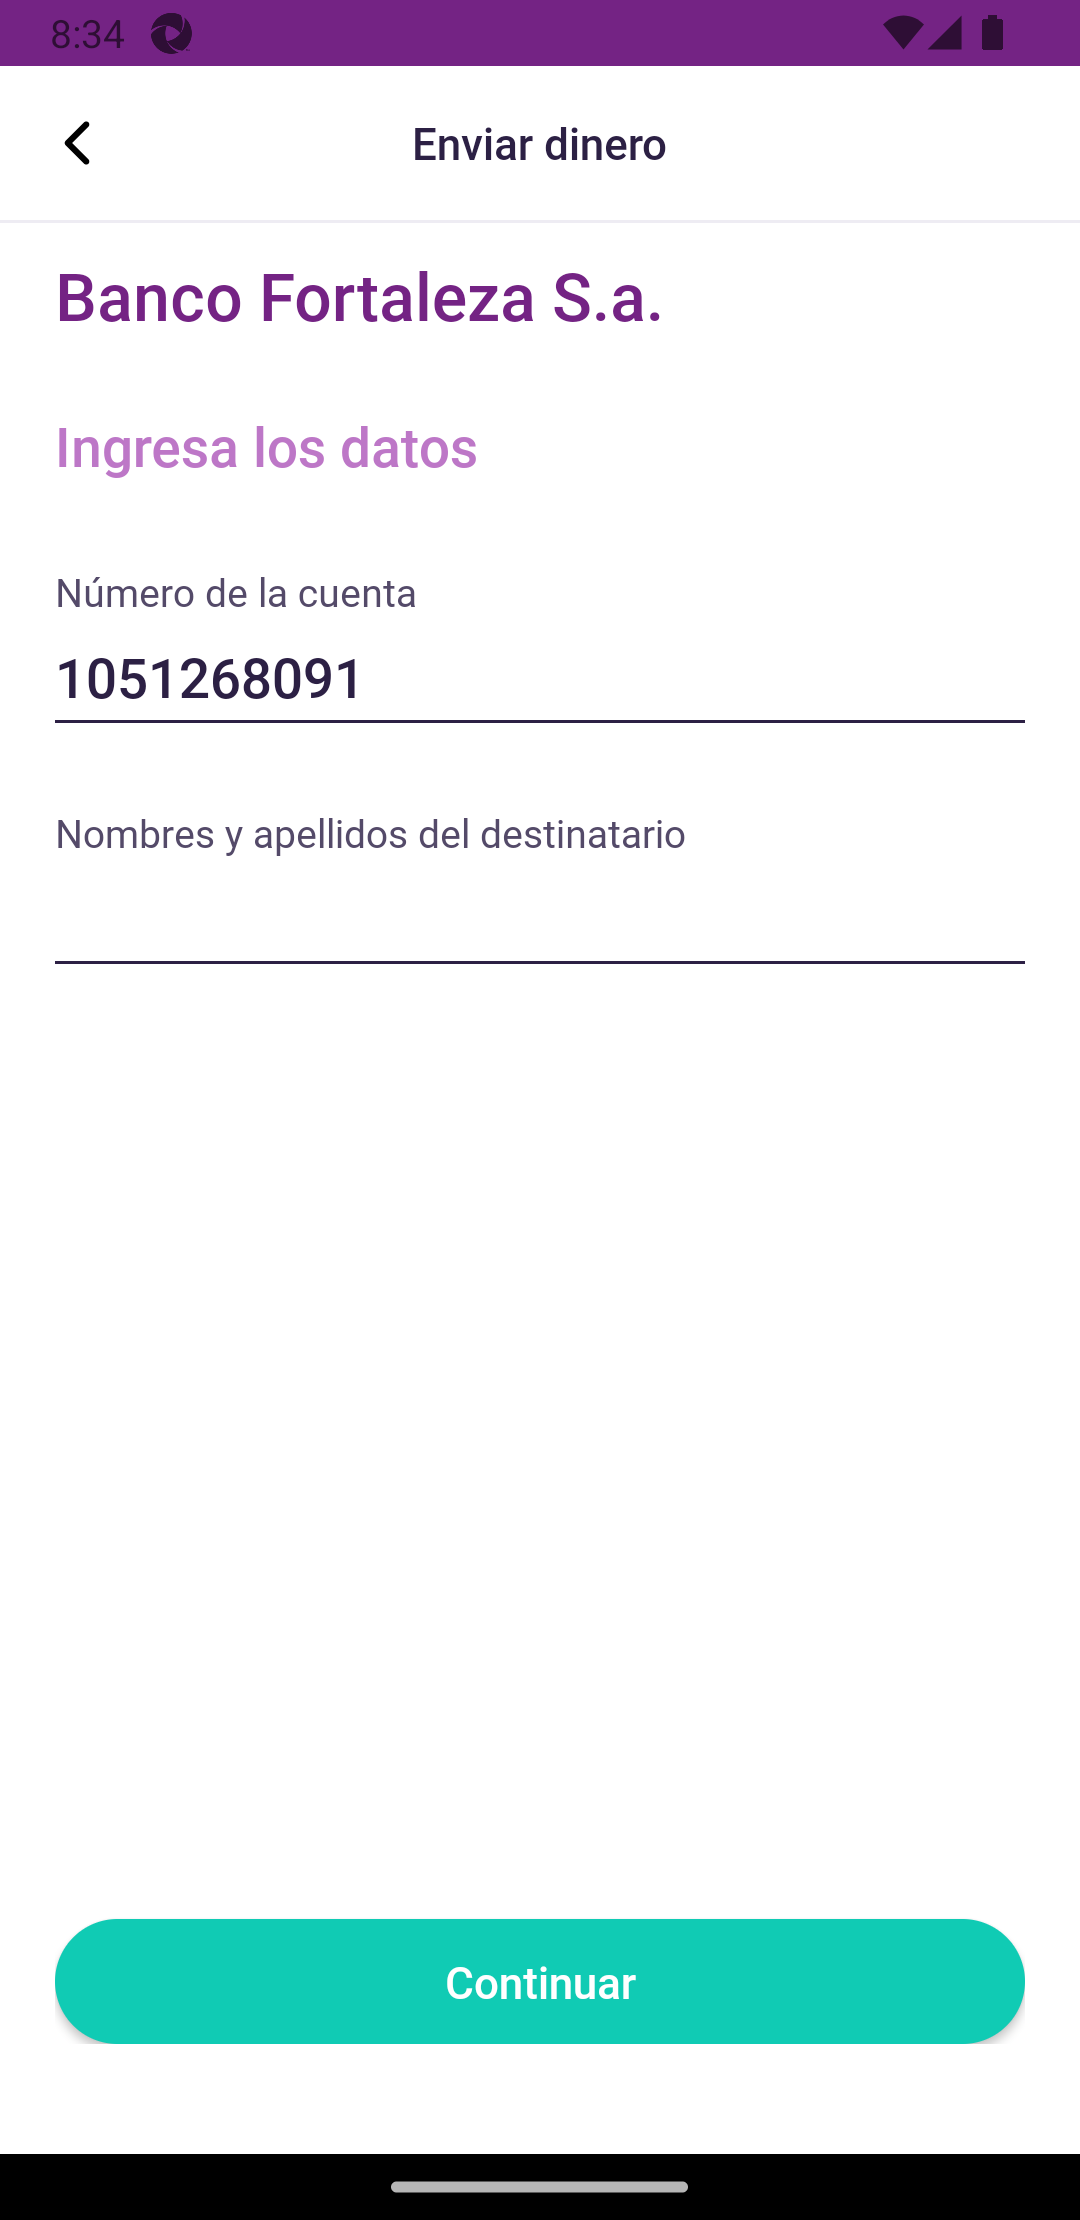 8:34
Enviar dinero
Banco Fortaleza S.a.
Ingresa los datos
Número de la cuenta
1051268091
Nombres y apellidos del destinatario
Continuar